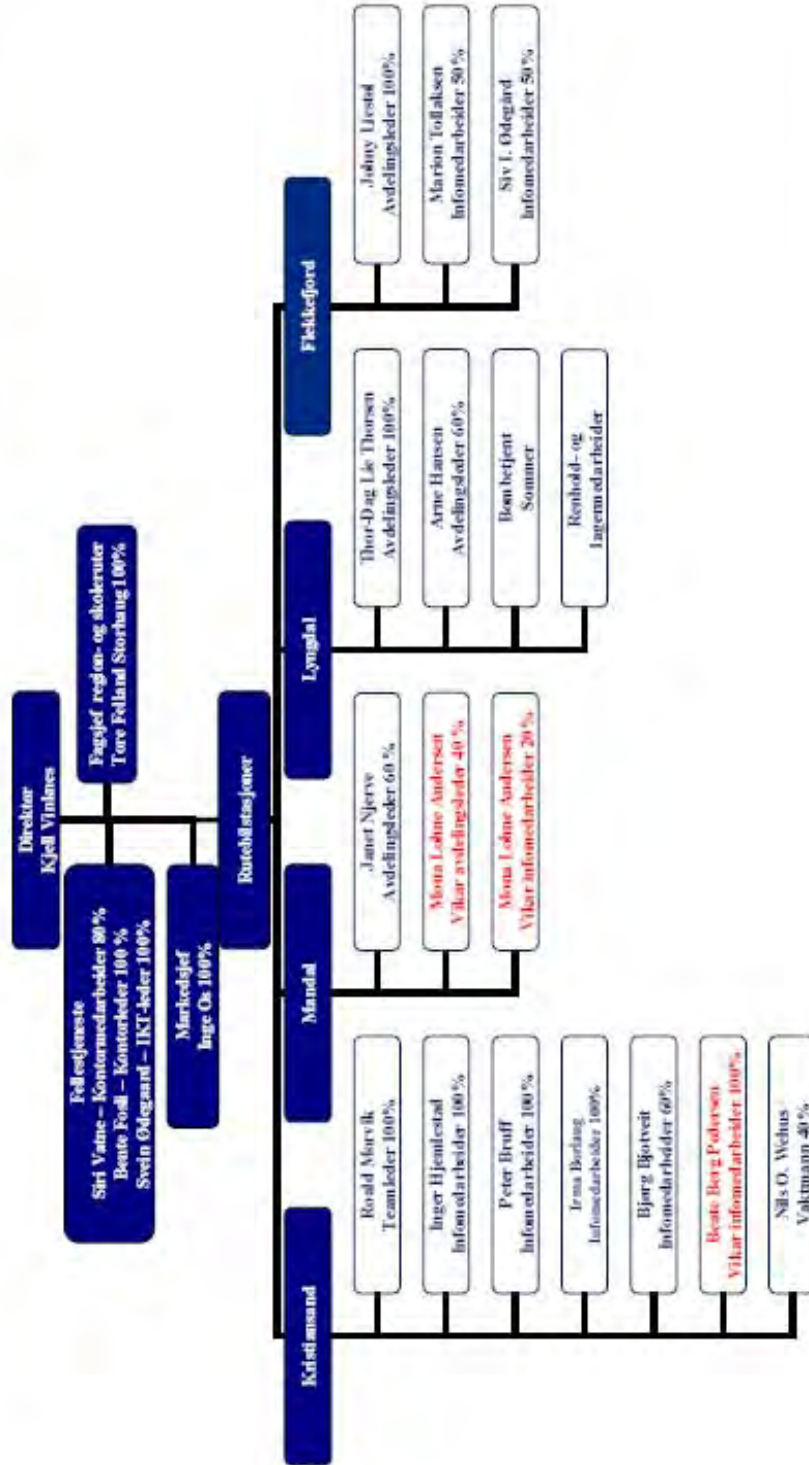 Direktør
Kjell Vinknes
Fellestjeneste
Siri Vatne – Kontormedarbeider 80 %
Beate Fosli – Kontorleder 100 %
Svein Ødegaard – IKT-leder 100%
Fagsjef region- og skoleruter
Tore Felland Storhaug 100%
Markedsjef
Inge Os 100%
Rutebilstasjoner
Kristiansand
Roald Morvik
Teamleder 100%
Inger Hjemlestad
Infomedarbeider 100%
Peter Bruff
Infomedarbeider 100%
Irma Borlaug
Infomedarbeider 100%
Bjørg Bjotveit
Infomedarbeider 60%
Beate Berg Pedersen
Vikar infomedarbeider 100%
Nils O. Wehus
Vaktmann 40%
Mandal
Janet Njerve
Avdelingsleder 60 %
Mona Lohne Andersen
Vikar avdelingsleder 40 %
Mona Lohne Andersen
Vikar infomedarbeider 20%
Lyngdal
Thor-Dag Lie Thorsen
Avdelingsleder 100%
Arne Hansen
Avdelingsleder 60%
Bombetjent
Sommer
Renhold- og
lagermedarbeider
Flekkefjord
Johny Liestøl
Avdelingsleder 100%
Marion Tollaksen
Infomedarbeider 50%
Siv I. Ødegård
Infomedarbeider 50%